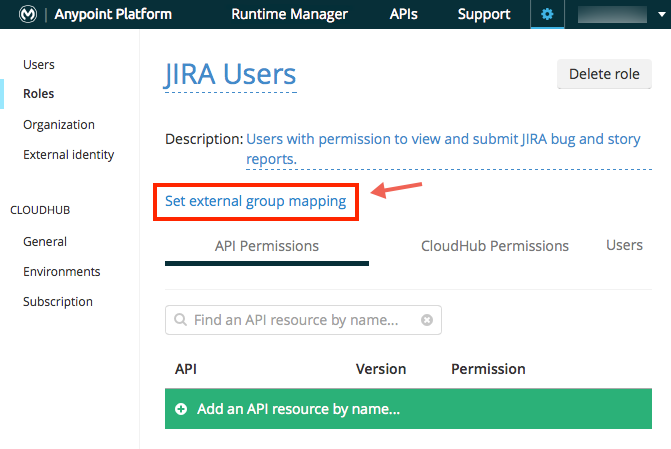 Anypoint Platform Runtime Manager APIs Support
Users
Roles
Organization
External identity
CLOUDHUB
General
Environments
Subscription
JIRA Users
Delete role
Description: Users with permission to view and submit JIRA bug and story
reports.
Set external group mapping
API Permissions CloudHub Permissions Users
Find an API resource by name...
API Version Permission
Add an API resource by name...